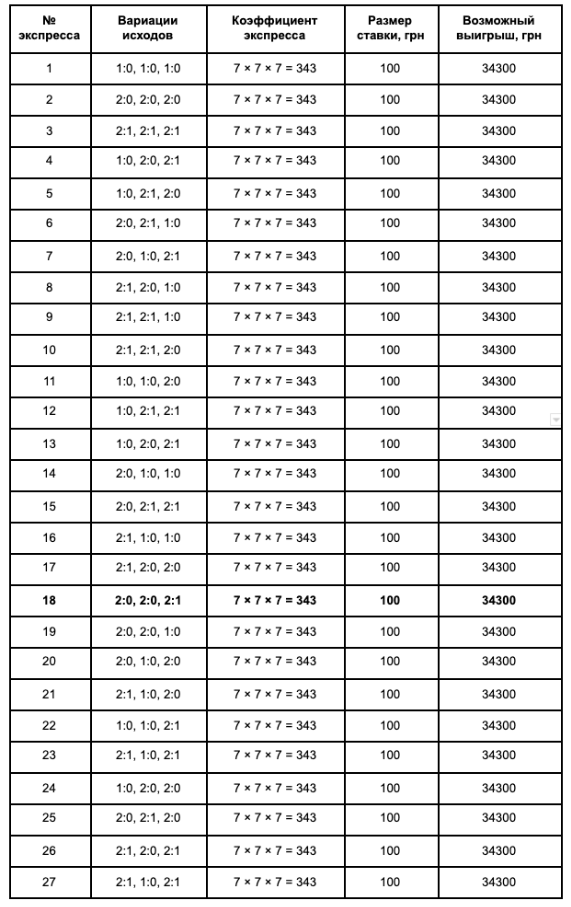 № экспресса Вариации исходов Коэффициент экспресса Размер ставки, грн Возможный выигрыш, грн
1 1:0, 1:0, 1:0 7 × 7 × 7 = 343 100 34300
2 2:0, 2:0, 2:0 7 × 7 × 7 = 343 100 34300
3 2:1, 2:1, 2:1 7 × 7 × 7 = 343 100 34300
4 1:0, 2:0, 2:1 7 × 7 × 7 = 343 100 34300
5 1:0, 2:1, 2:0 7 × 7 × 7 = 343 100 34300
6 2:0, 2:1, 1:0 7 × 7 × 7 = 343 100 34300
7 2:0, 1:0, 2:1 7 × 7 × 7 = 343 100 34300
8 2:1, 2:0, 1:0 7 × 7 × 7 = 343 100 34300
9 2:1, 2:1, 1:0 7 × 7 × 7 = 343 100 34300
10 2:1, 2:1, 2:0 7 × 7 × 7 = 343 100 34300
11 1:0, 1:0, 2:0 7 × 7 × 7 = 343 100 34300
12 1:0, 2:1, 2:1 7 × 7 × 7 = 343 100 34300
13 1:0, 2:0, 2:1 7 × 7 × 7 = 343 100 34300
14 2:0, 1:0, 1:0 7 × 7 × 7 = 343 100 34300
15 2:0, 2:1, 2:1 7 × 7 × 7 = 343 100 34300
16 2:1, 1:0, 1:0 7 × 7 × 7 = 343 100 34300
17 2:1, 2:0, 2:0 7 × 7 × 7 = 343 100 34300
18 2:0, 2:0, 2:1 7 × 7 × 7 = 343 100 34300
19 2:0, 2:0, 1:0 7 × 7 × 7 = 343 100 34300
20 2:0, 1:0, 2:0 7 × 7 × 7 = 343 100 34300
21 2:1, 1:0, 2:0 7 × 7 × 7 = 343 100 34300
22 1:0, 1:0, 2:1 7 × 7 × 7 = 343 100 34300
23 2:1, 1:0, 2:1 7 × 7 × 7 = 343 100 34300
24 1:0, 2:0, 2:0 7 × 7 × 7 = 343 100 34300
25 2:0, 2:1, 2:0 7 × 7 × 7 = 343 100 34300
26 2:1, 2:0, 2:1 7 × 7 × 7 = 343 100 34300
27 2:1, 1:0, 2:1 7 × 7 × 7 = 343 100 34300